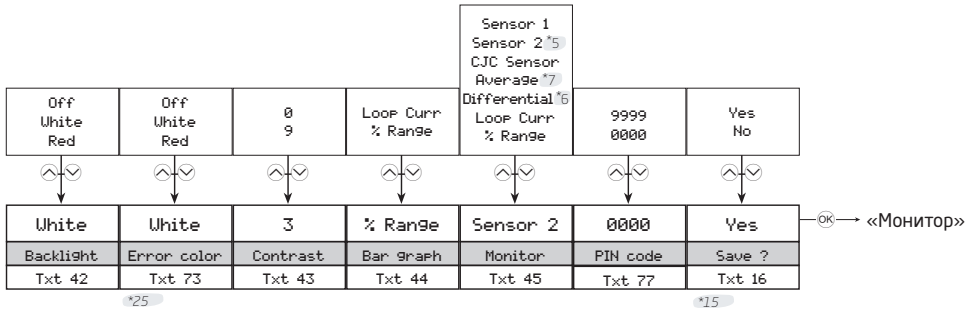 Off
White
Red
Off
White
Red
0
9
Loop Curr
% Range
Sensor 1
Sensor 2 *5
CJC Sensor
Average *7
Differential *6
Loop Curr
% Range
9999
0000
Yes
No
White
White
3
% Range
Sensor 2
0000
Yes
OK
«Монитор»
Backlight
Error color
Contrast
Bar graph
Monitor
PIN code
Save ?
Txt 42
Txt 73
Txt 43
Txt 44
Txt 45
Txt 77
Txt 16
*25
*15